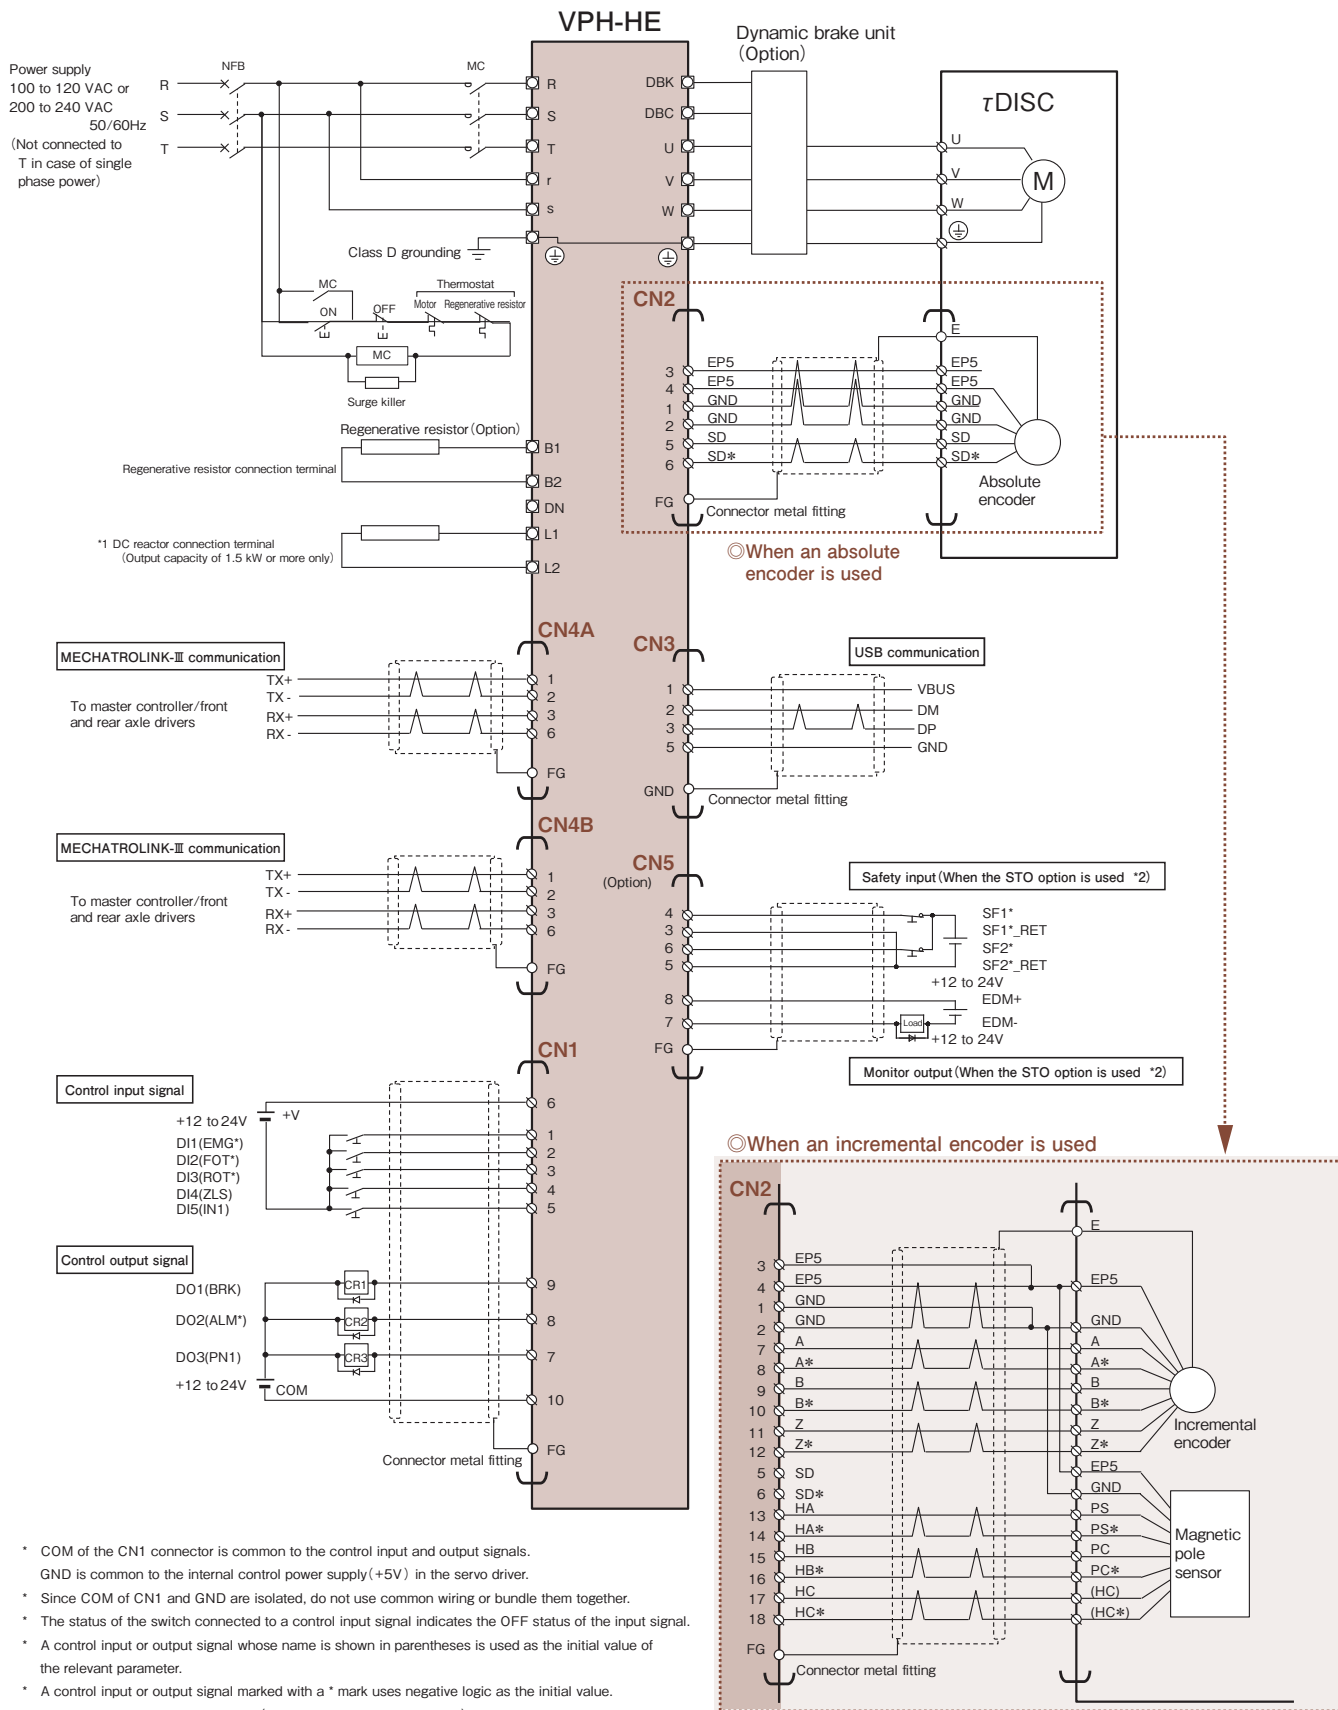 VPH-HE
Power supply
100 to 120 VAC or
200 to 240 VAC
50/60Hz
(Not connected to
T in case of single
phase power)
NFB
MC
R
S
T
R
S
T
r
s
Class D grounding
MC
ON
OFF
Thermostat
Motor
Regenerative resistor
MC
Surge killer
Regenerative resistor(Option)
Regenerative resistor connection terminal
B1
B2
DN
*1 DC reactor connection terminal
(Output capacity of 1.5 kW or more only)
L1
L2
DBK
DBC
U
V
W
Dynamic brake unit
(Option)
τDISC
U
V
W
M
CN2
3 EP5
4 EP5
1 GND
2 GND
5 SD
6 SD*
FG
Connector metal fitting
E
EP5
EP5
GND
GND
SD
SD*
Absolute
encoder
◎When an absolute
encoder is used
CN4A
MECHATROLINK-Ⅲ communication
To master controller/front
and rear axle drivers
TX+ 1
TX- 2
RX+ 3
RX- 6
FG
CN3
USB communication
1 VBUS
2 DM
3 DP
5 GND
GND
Connector metal fitting
CN4B
MECHATROLINK-Ⅲ communication
To master controller/front
and rear axle drivers
TX+ 1
TX- 2
RX+ 3
RX- 6
FG
CN5
(Option)
Safety input(When the STO option is used *2)
4 SF1*
3 SF1*_RET
6 SF2*
5 SF2*_RET
+12 to 24V
8 EDM+
7 Load EDM-
+12 to 24V
FG
Monitor output(When the STO option is used *2)
CN1
Control input signal
+12 to 24V +V 6
DI1(EMG*) 1
DI2(FOT*) 2
DI3(ROT*) 3
DI4(ZLS) 4
DI5(IN1) 5
Control output signal
DO1(BRK) CR1 9
DO2(ALM*) CR2 8
DO3(PN1) CR3 7
+12 to 24V COM 10
FG
Connector metal fitting
◎When an incremental encoder is used
CN2
3 EP5
4 EP5
1 GND
2 GND
7 A
8 A*
9 B
10 B*
11 Z
12 Z*
5 SD
6 SD*
13 HA
14 HA*
15 HB
16 HB*
17 HC
18 HC*
FG
Connector metal fitting
E
EP5
GND
A
A*
B
B*
Z
Z*
EP5
GND
PS
PS*
PC
PC*
(HC)
(HC*)
Incremental
encoder
Magnetic
pole
sensor
* COM of the CN1 connector is common to the control input and output signals.
GND is common to the internal control power supply(+5V) in the servo driver.
* Since COM of CN1 and GND are isolated, do not use common wiring or bundle them together.
* The status of the switch connected to a control input signal indicates the OFF status of the input signal.
* A control input or output signal whose name is shown in parentheses is used as the initial value of
the relevant parameter.
* A control input or output signal marked with a * mark uses negative logic as the initial value.